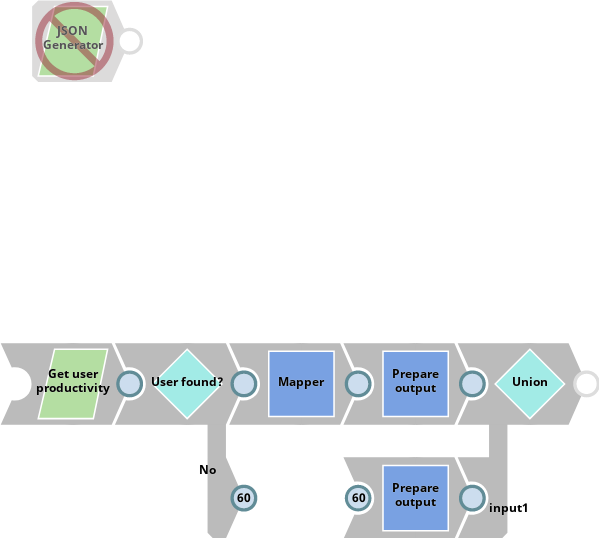 JSON
Generator
Get user
productivity
User found?
Mapper
Prepare
output
Union
No
60
60
Prepare
output
input1